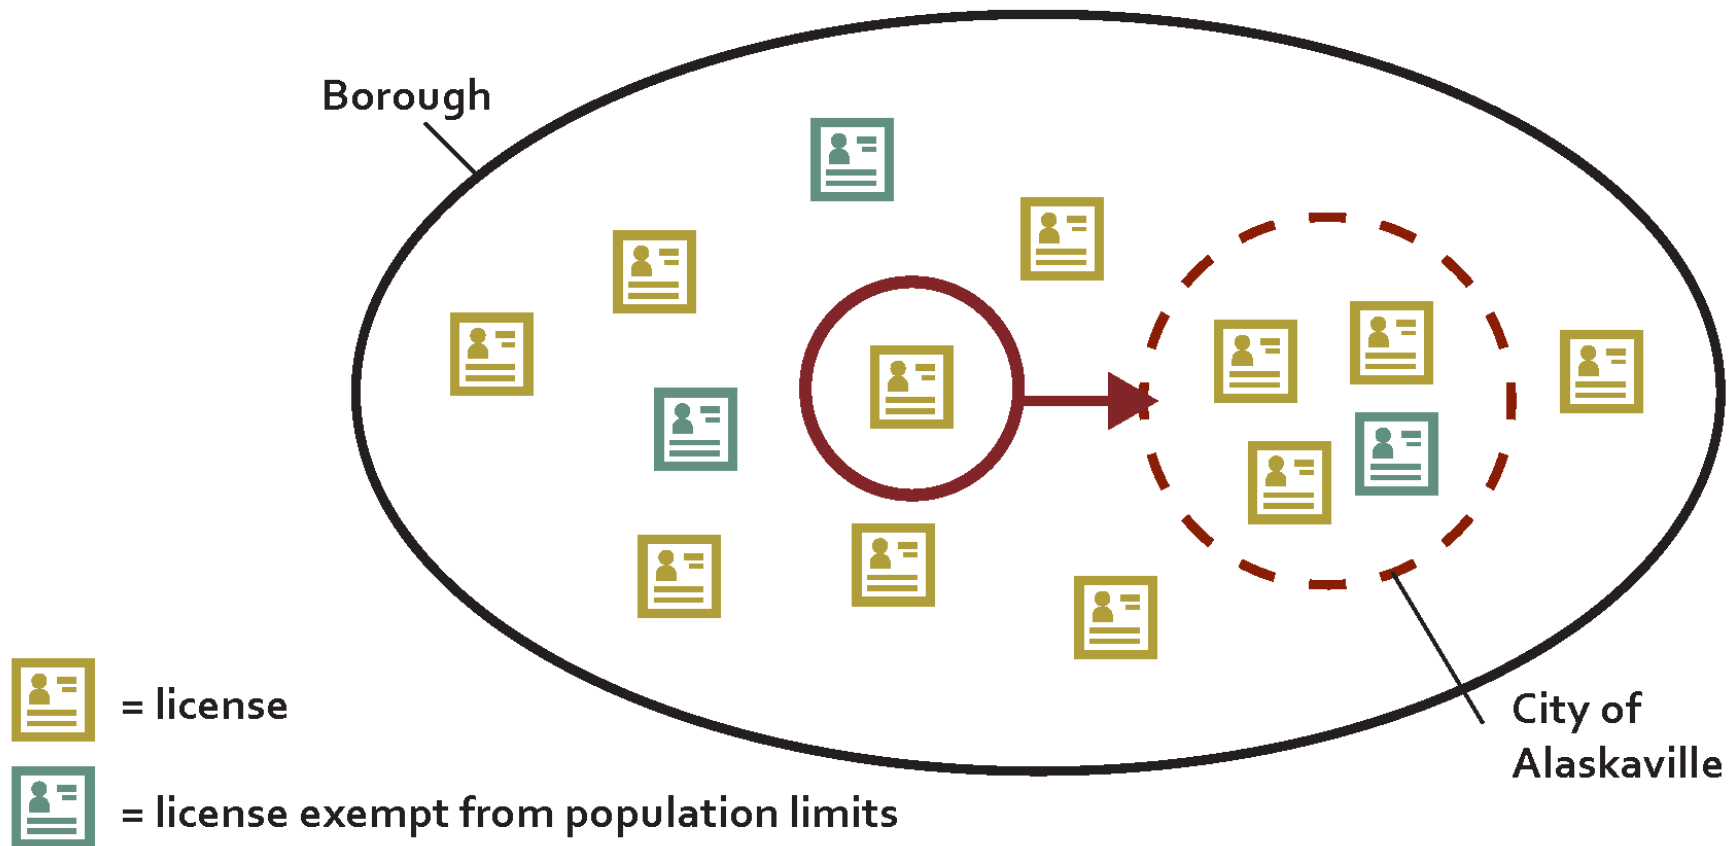 Borough
City of
Alaskaville
= license
= license exempt from population limits